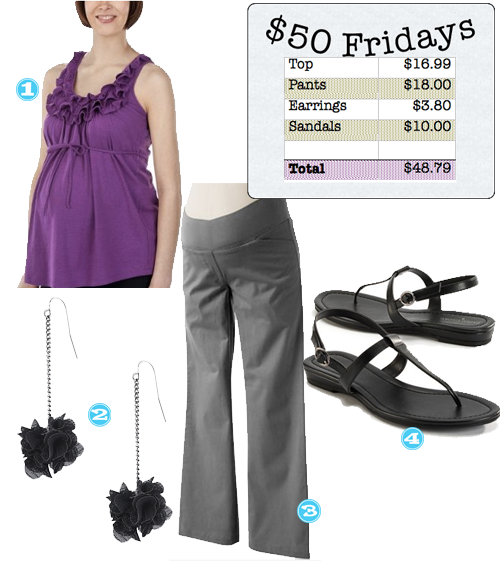 $50 Fridays
Top $16.99
Pants $18.00
Earrings $3.80
Sandals $10.00
Total $48.79
1
2
3
4